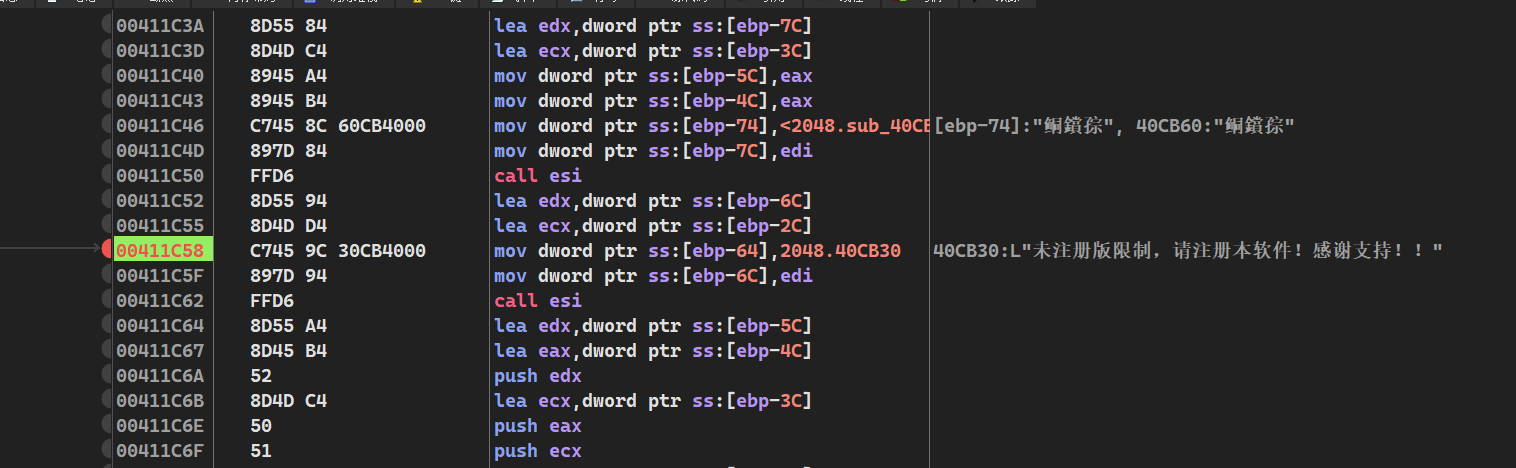 00411C3A 8D55 84 lea edx,dword ptr ss:[ebp-7C]
00411C3D 8D4D C4 lea ecx,dword ptr ss:[ebp-3C]
00411C40 8945 A4 mov dword ptr ss:[ebp-5C],eax
00411C43 8945 B4 mov dword ptr ss:[ebp-4C],eax
00411C46 C745 8C 60CB4000 mov dword ptr ss:[ebp-74],<2048.sub_40CB [ebp-74]:"鲖鑌猔", 40CB60:"鲖鑌猔"
00411C4D 897D 84 mov dword ptr ss:[ebp-7C],edi
00411C50 FFD6 call esi
00411C52 8D55 94 lea edx,dword ptr ss:[ebp-6C]
00411C55 8D4D D4 lea ecx,dword ptr ss:[ebp-2C]
00411C58 C745 9C 30CB4000 mov dword ptr ss:[ebp-64],2048.40CB30 40CB30:L"未注册版限制，请注册本软件！感谢支持！！"
00411C5F 897D 94 mov dword ptr ss:[ebp-6C],edi
00411C62 FFD6 call esi
00411C64 8D55 A4 lea edx,dword ptr ss:[ebp-5C]
00411C67 8D45 B4 lea eax,dword ptr ss:[ebp-4C]
00411C6A 52 push edx
00411C6B 8D4D C4 lea ecx,dword ptr ss:[ebp-3C]
00411C6E 50 push eax
00411C6F 51 push ecx